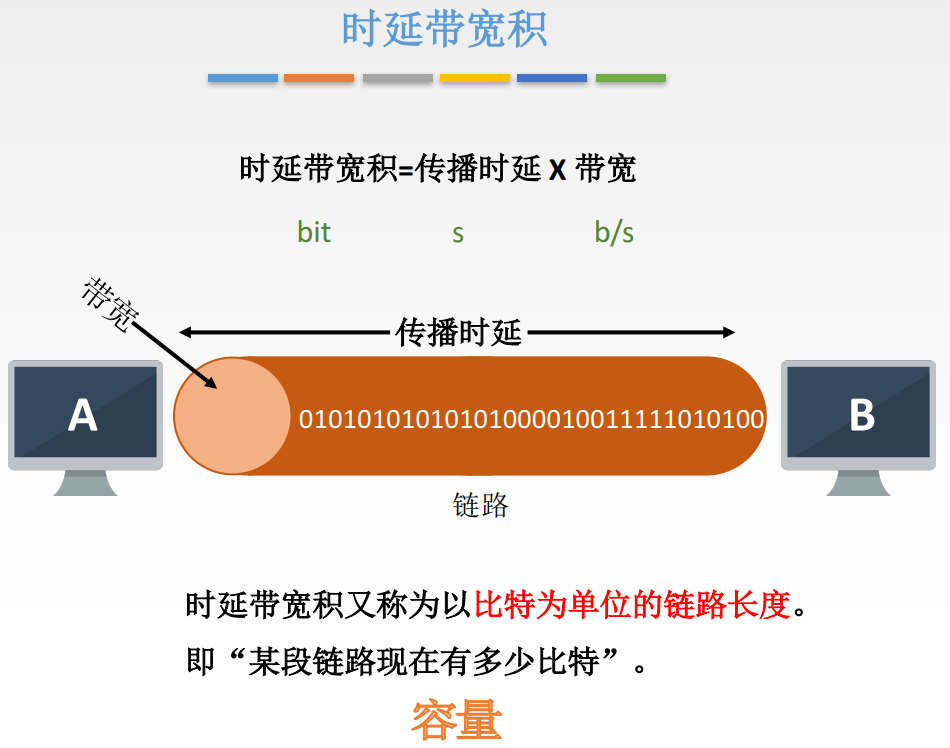 时延带宽积
时延带宽积=传播时延 X 带宽
bit s b/s
带宽
传播时延
A
01010101010101000010011111010100
B
链路
时延带宽积又称为以比特为单位的链路长度。
即“某段链路现在有多少比特”。
容量